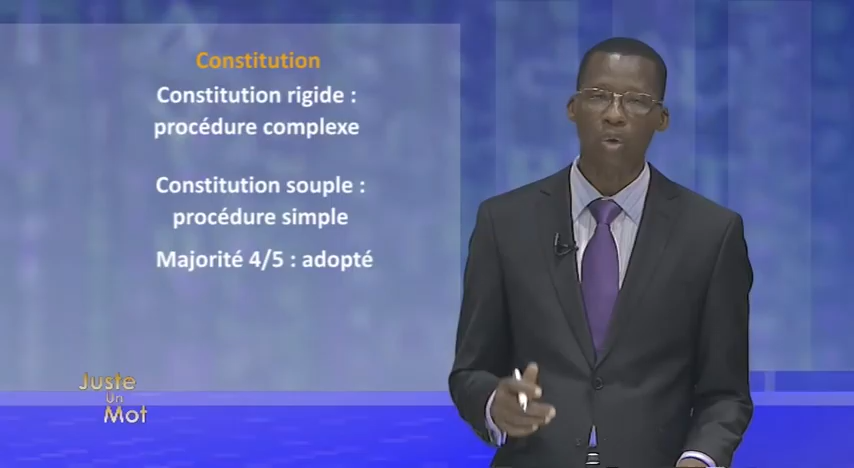 Constitution
Constitution rigide :
procédure complexe
Constitution souple :
procédure simple
Majorité 4/5 : adopté
Juste
Un
Mot